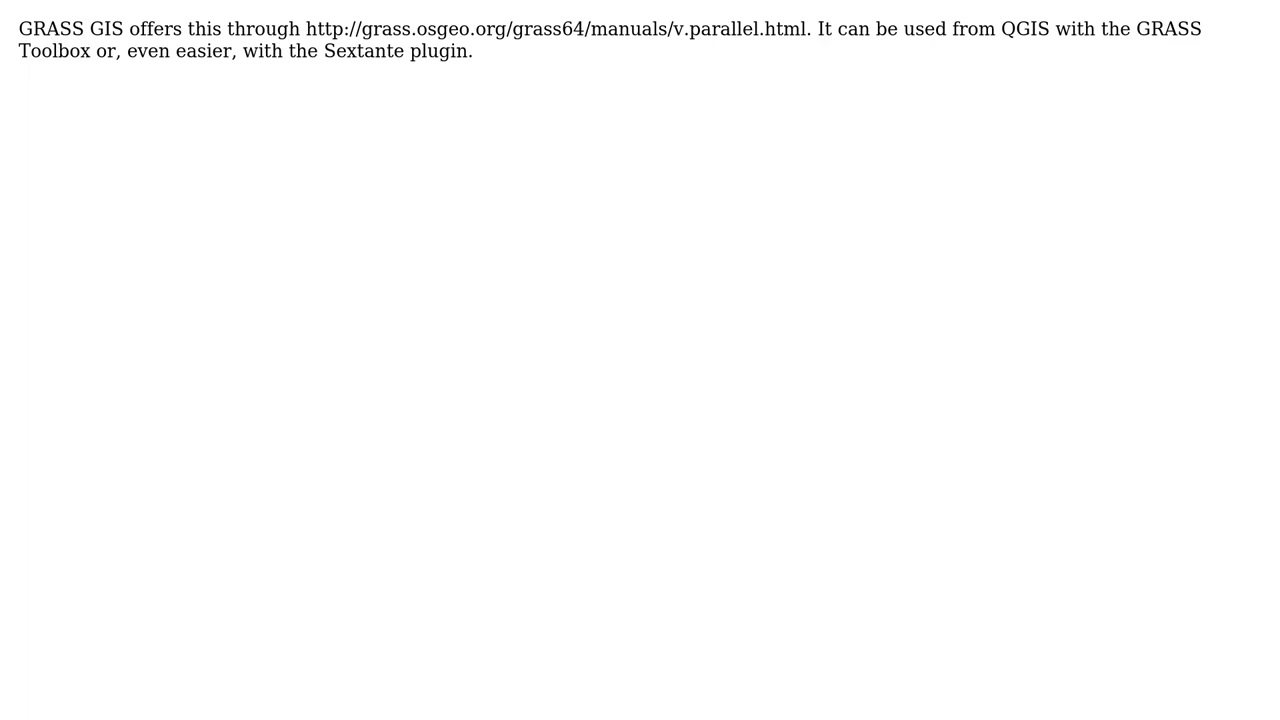 GRASS GIS offers this through http://grass.osgeo.org/grass64/manuals/v.parallel.html. It can be used from QGIS with the GRASS
Toolbox or, even easier, with the Sextante plugin.